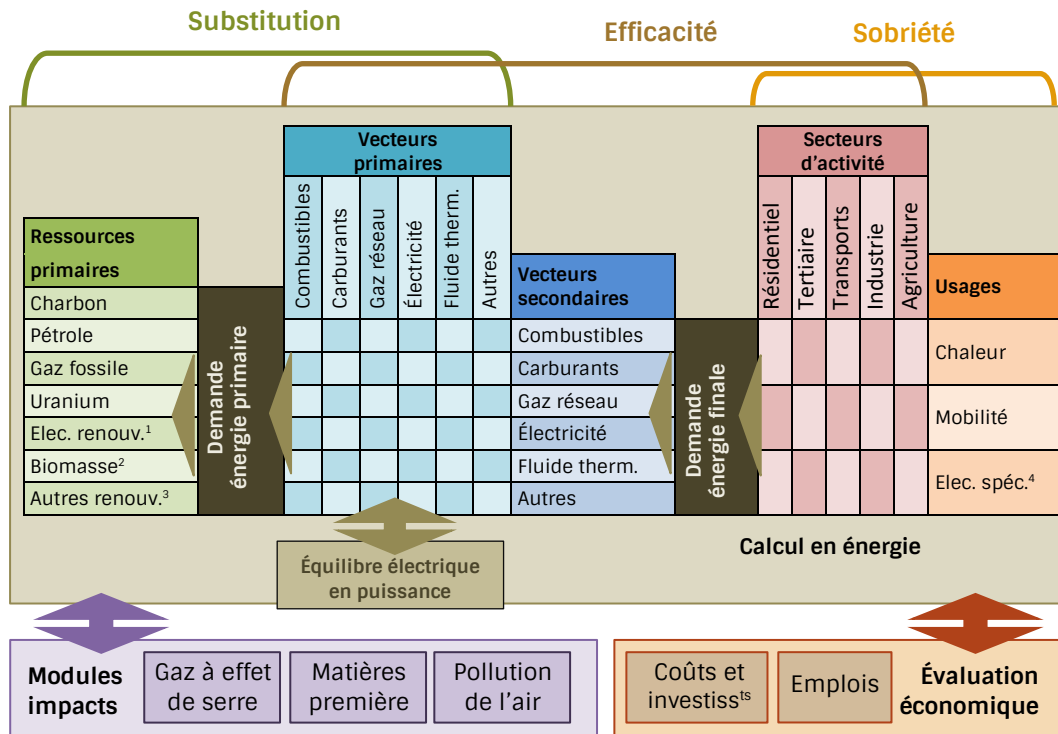 Substitution
Efficacité
Sobriété
Vecteurs
primaires
Combustibles
Carburants
Gaz réseau
Électricité
Fluide therm.
Autres
Secteurs
d'activité
Résidentiel
Tertiaire
Transports
Industrie
Agriculture
Ressources
primaires
Charbon
Pétrole
Gaz fossile
Uranium
Elec. renouv.¹
Biomasse²
Autres renouv.³
Demande
énergie primaire
Vecteurs
secondaires
Combustibles
Carburants
Gaz réseau
Électricité
Fluide therm.
Autres
Demande
énergie finale
Usages
Chaleur
Mobilité
Elec. spéc.⁴
Équilibre électrique
en puissance
Calcul en énergie
Modules
impacts
Gaz à effet
de serre
Matières
première
Pollution
de l'air
Coûts et
investissᵗˢ
Emplois
Évaluation
économique